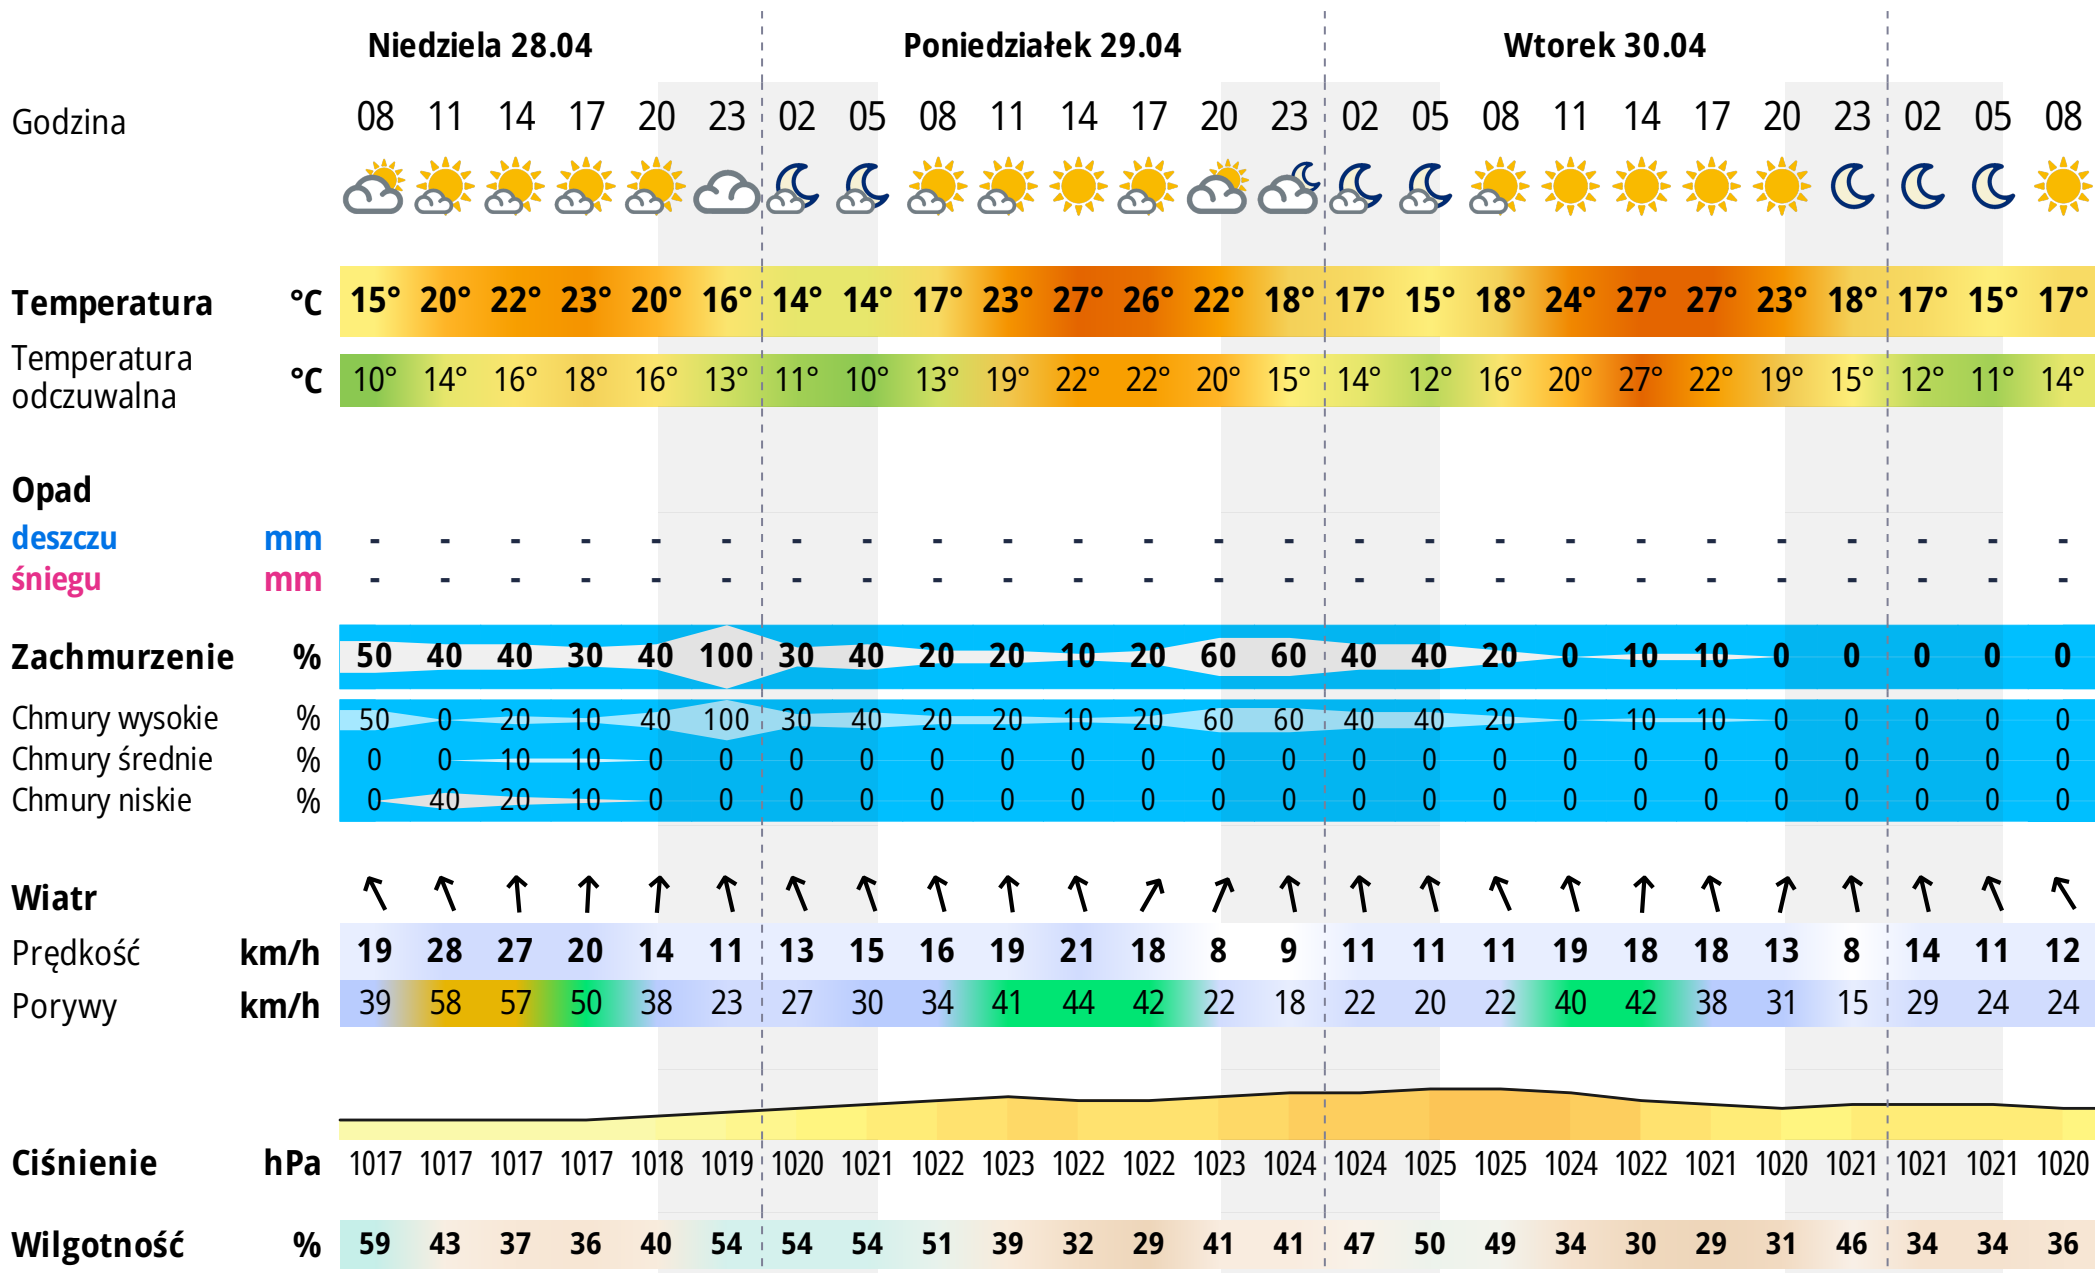 Niedziela 28.04 Poniedziałek 29.04 Wtorek 30.04
Godzina 08 11 14 17 20 23 02 05 08 11 14 17 20 23 02 05 08 11 14 17 20 23 02 05 08
Temperatura °C 15° 20° 22° 23° 20° 16° 14° 14° 17° 23° 27° 26° 22° 18° 17° 15° 18° 24° 27° 27° 23° 18° 17° 15° 17°
Temperatura
odczuwalna °C 10° 14° 16° 18° 16° 13° 11° 10° 13° 19° 22° 22° 20° 15° 14° 12° 16° 20° 27° 22° 19° 15° 12° 11° 14°
Opad
deszczu mm - - - - - - - - - - - - - - - - - - - - - - - - -
śniegu mm - - - - - - - - - - - - - - - - - - - - - - - - -
Zachmurzenie % 50 40 40 30 40 100 30 40 20 20 10 20 60 60 40 40 20 0 10 10 0 0 0 0 0
Chmury wysokie % 50 0 20 10 40 100 30 40 20 20 10 20 60 60 40 40 20 0 10 10 0 0 0 0 0
Chmury średnie % 0 0 10 10 0 0 0 0 0 0 0 0 0 0 0 0 0 0 0 0 0 0 0 0 0
Chmury niskie % 0 40 20 10 0 0 0 0 0 0 0 0 0 0 0 0 0 0 0 0 0 0 0 0 0
Wiatr
Prędkość km/h 19 28 27 20 14 11 13 15 16 19 21 18 8 9 11 11 11 19 18 18 13 8 14 11 12
Porywy km/h 39 58 57 50 38 23 27 30 34 41 44 42 22 18 22 20 22 40 42 38 31 15 29 24 24
Ciśnienie hPa 1017 1017 1017 1017 1018 1019 1020 1021 1022 1023 1022 1022 1023 1024 1024 1025 1025 1024 1022 1021 1020 1021 1021 1021 1020
Wilgotność % 59 43 37 36 40 54 54 54 51 39 32 29 41 41 47 50 49 34 30 29 31 46 34 34 36